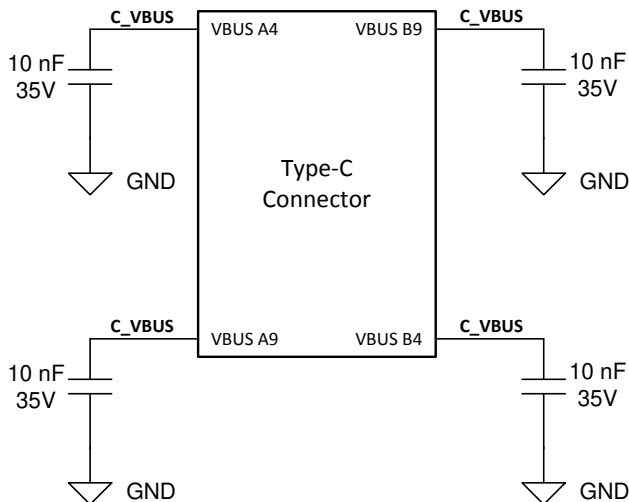 C_VBUS
VBUS A4
VBUS B9
C_VBUS
10 nF
35V
10 nF
35V
Type-C
Connector
GND
GND
C_VBUS
VBUS A9
VBUS B4
C_VBUS
10 nF
35V
10 nF
35V
GND
GND